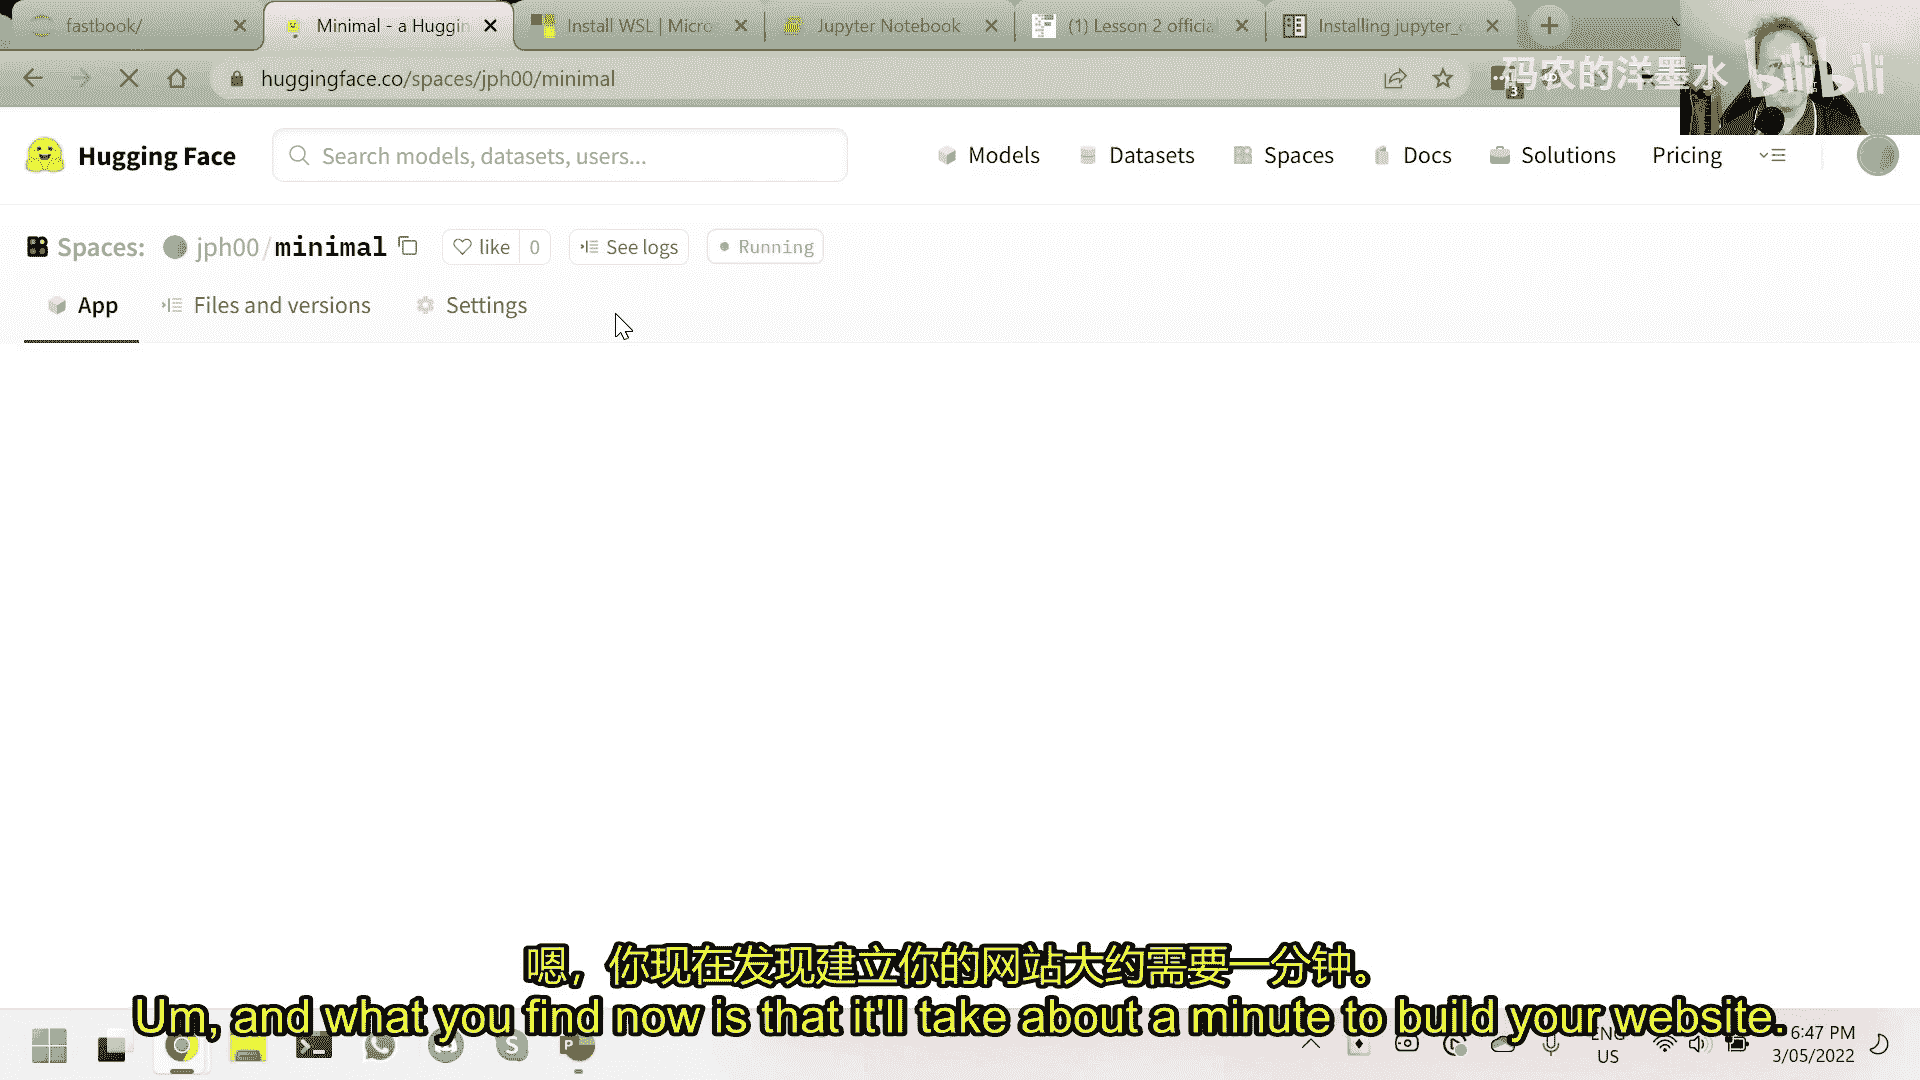 fastbook/
Minimal - a Huggin
Install WSL | Micro
Jupyter Notebook
(1) Lesson 2 officia
Installing jupyter_c
huggingface.co/spaces/jph00/minimal
3
码农的洋墨水 bilibili
Hugging Face
Search models, datasets, users...
Models
Datasets
Spaces
Docs
Solutions
Pricing
Spaces: jph00/minimal
like 0
See logs
Running
App
Files and versions
Settings
嗯，你现在发现建立你的网站大约需要一分钟。
Um, and what you find now is that it'll take about a minute to build your website.
S
P
ENG
US
6:47 PM
3/05/2022